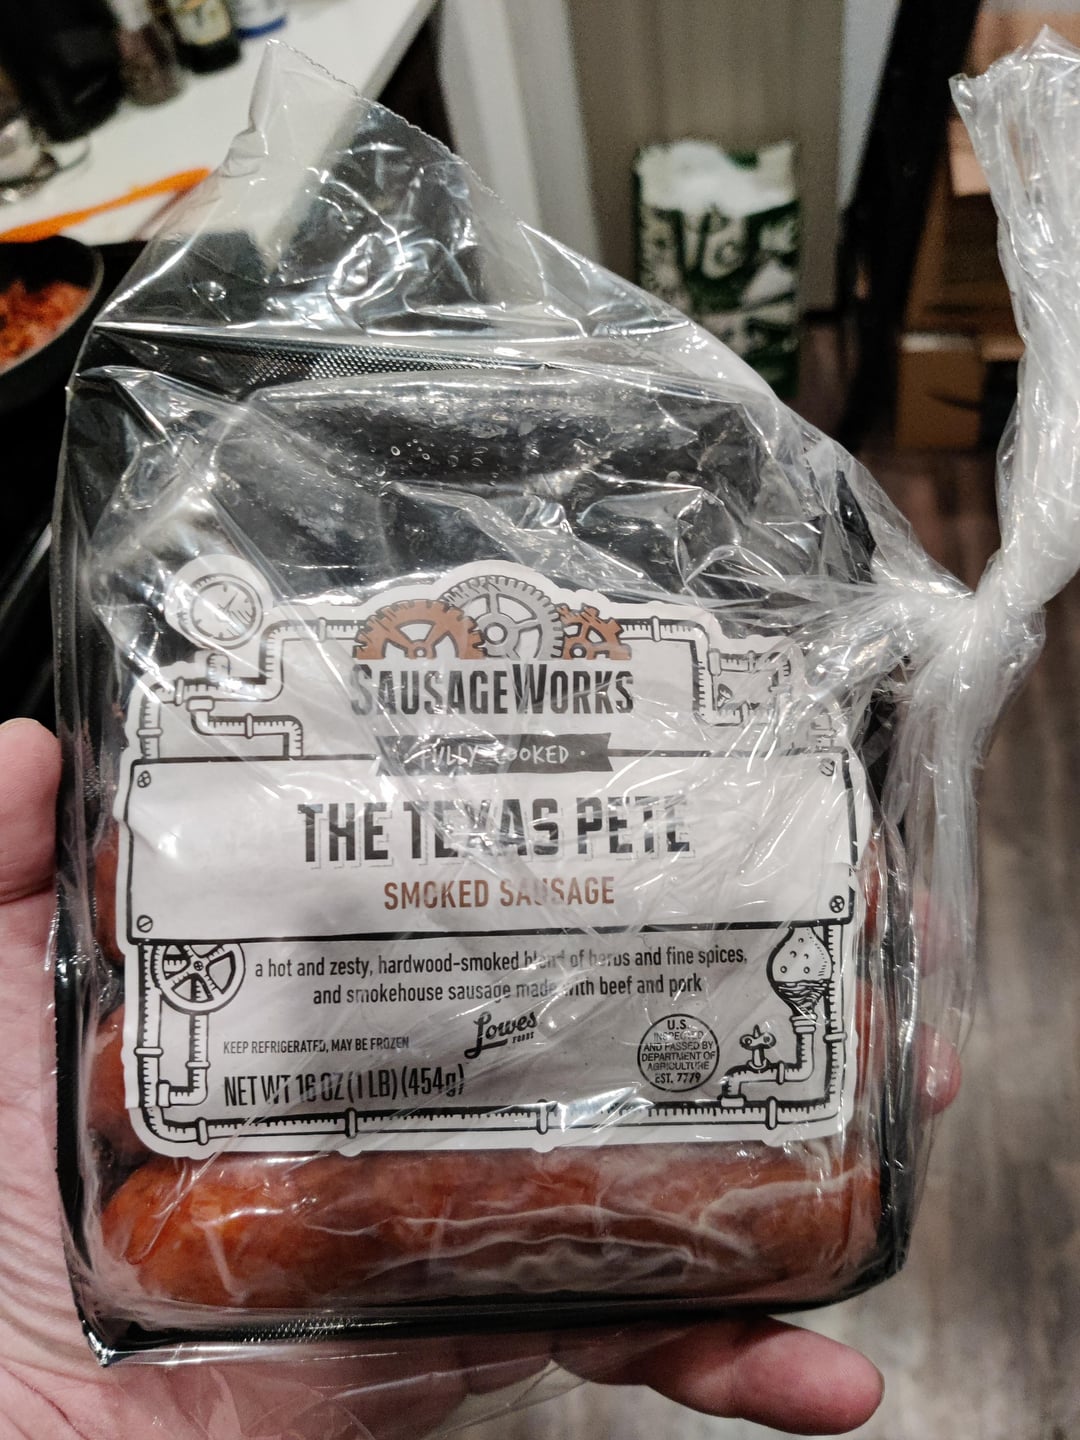 SAUSAGEWORKS
FULLY COOKED
THE TEXAS PETE
SMOKED SAUSAGE
a hot and zesty, hardwood-smoked blend of herbs and fine spices,
and smokehouse sausage made with beef and pork
Lowes
FOODS
KEEP REFRIGERATED, MAY BE FROZEN
NET WT 16 OZ (1 LB) (454g)
U.S.
INSPECTED
AND PASSED BY
DEPARTMENT OF
AGRICULTURE
EST. 7779